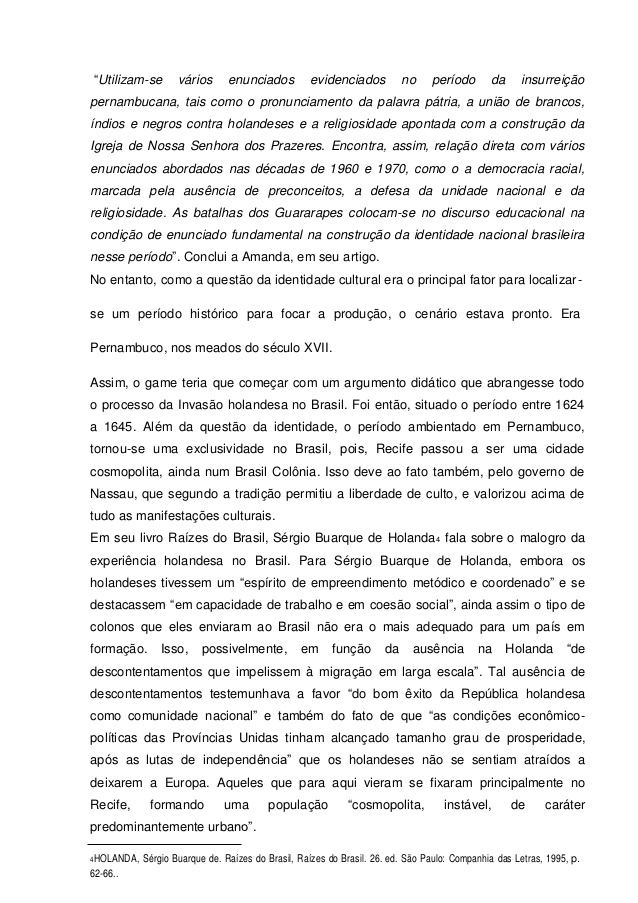 “Utilizam-se vários enunciados evidenciados no período da insurreição
pernambucana, tais como o pronunciamento da palavra pátria, a união de brancos,
índios e negros contra holandeses e a religiosidade apontada com a construção da
Igreja de Nossa Senhora dos Prazeres. Encontra, assim, relação direta com vários
enunciados abordados nas décadas de 1960 e 1970, como o a democracia racial,
marcada pela ausência de preconceitos, a defesa da unidade nacional e da
religiosidade. As batalhas dos Guararapes colocam-se no discurso educacional na
condição de enunciado fundamental na construção da identidade nacional brasileira
nesse período”. Conclui a Amanda, em seu artigo.
No entanto, como a questão da identidade cultural era o principal fator para localizar-
se um período histórico para focar a produção, o cenário estava pronto. Era
Pernambuco, nos meados do século XVII.
Assim, o game teria que começar com um argumento didático que abrangesse todo
o processo da Invasão holandesa no Brasil. Foi então, situado o período entre 1624
a 1645. Além da questão da identidade, o período ambientado em Pernambuco,
tornou-se uma exclusividade no Brasil, pois, Recife passou a ser uma cidade
cosmopolita, ainda num Brasil Colônia. Isso deve ao fato também, pelo governo de
Nassau, que segundo a tradição permitiu a liberdade de culto, e valorizou acima de
tudo as manifestações culturais.
Em seu livro Raízes do Brasil, Sérgio Buarque de Holanda4 fala sobre o malogro da
experiência holandesa no Brasil. Para Sérgio Buarque de Holanda, embora os
holandeses tivessem um “espírito de empreendimento metódico e coordenado” e se
destacassem “em capacidade de trabalho e em coesão social”, ainda assim o tipo de
colonos que eles enviaram ao Brasil não era o mais adequado para um país em
formação. Isso, possivelmente, em função da ausência na Holanda “de
descontentamentos que impelissem à migração em larga escala”. Tal ausência de
descontentamentos testemunhava a favor “do bom êxito da República holandesa
como comunidade nacional” e também do fato de que “as condições econômico-
políticas das Províncias Unidas tinham alcançado tamanho grau de prosperidade,
após as lutas de independência” que os holandeses não se sentiam atraídos a
deixarem a Europa. Aqueles que para aqui vieram se fixaram principalmente no
Recife, formando uma população “cosmopolita, instável, de caráter
predominantemente urbano”.
4HOLANDA, Sérgio Buarque de. Raízes do Brasil, Raízes do Brasil. 26. ed. São Paulo: Companhia das Letras, 1995, p.
62-66..